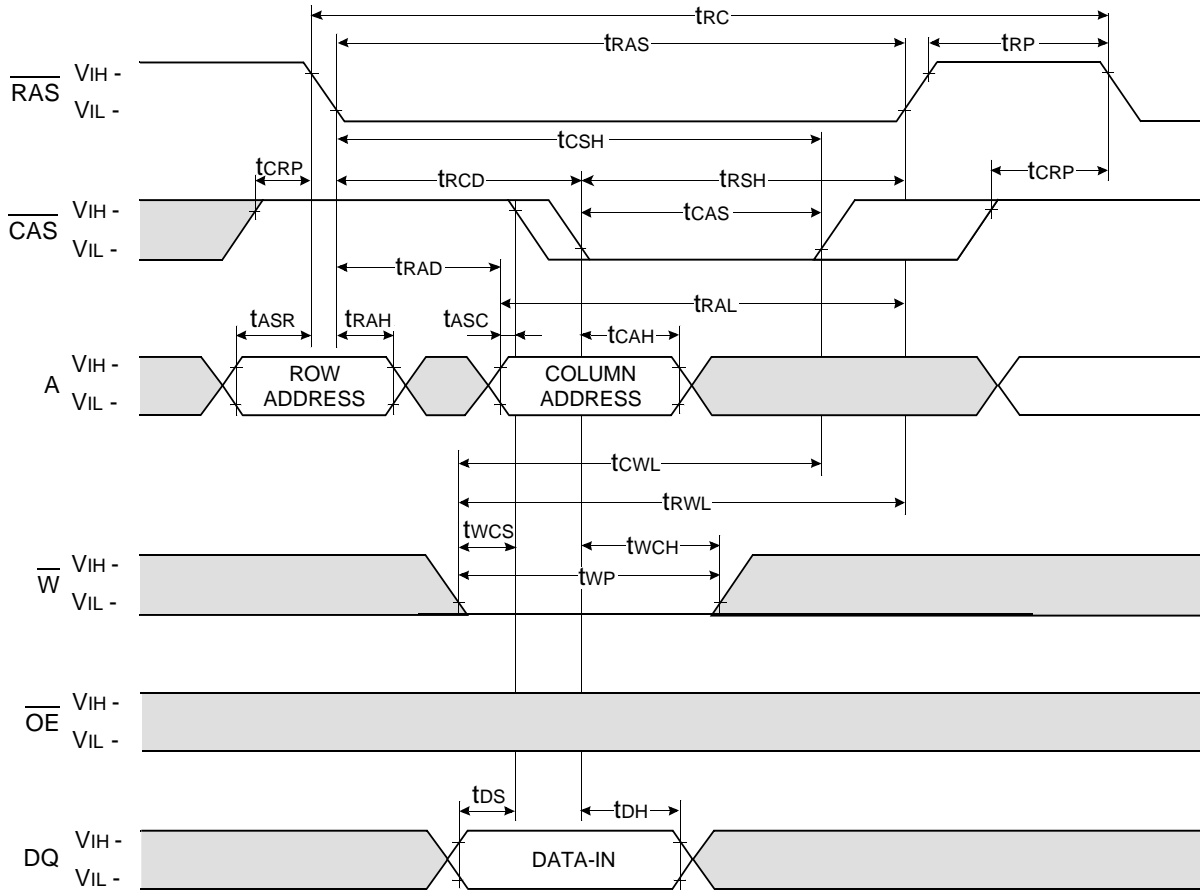 tRC
tRAS
tRP
RAS
VIH -
VIL -
tCSH
tCRP
tRCD
tRSH
tCRP
CAS
VIH -
VIL -
tCAS
tRAD
tRAL
tASR
tRAH
tASC
tCAH
A
VIH -
VIL -
ROW
ADDRESS
COLUMN
ADDRESS
tCWL
tRWL
tWCS
tWCH
W
VIH -
VIL -
tWP
OE
VIH -
VIL -
tDS
tDH
DQ
VIH -
VIL -
DATA-IN